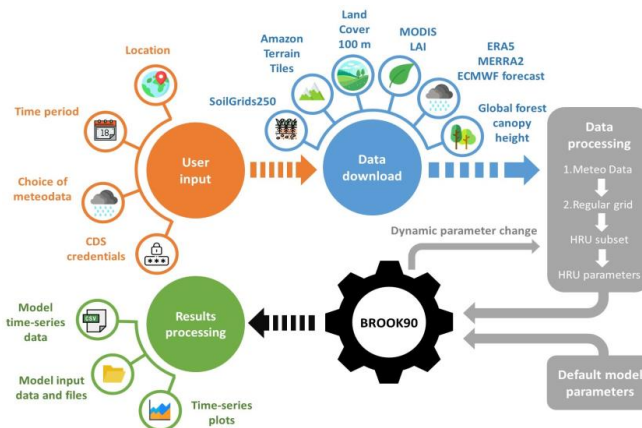 Location
Time period
18
Choice of
meteodata
CDS
credentials
****
User
input
SoilGrids250
Amazon
Terrain
Tiles
Land
Cover
100 m
MODIS
LAI
ERA5
MERRA2
ECMWF forecast
Global forest
canopy
height
Data
download
Data
processing
1.Meteo Data
2.Regular grid
HRU subset
HRU parameters
Dynamic parameter change
BROOK90
Default model
parameters
Results
processing
Model
time-series
data
CSV
Model input
data and files
Time-series
plots